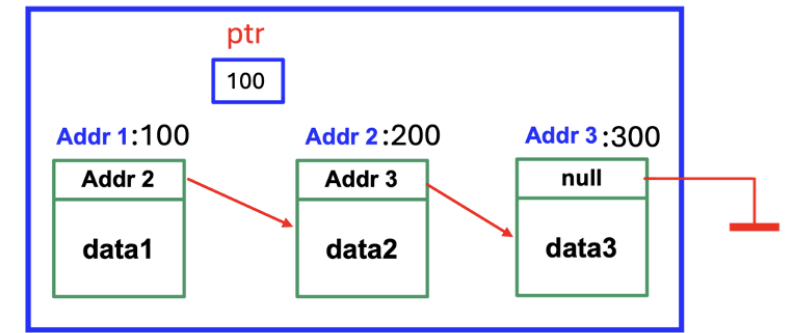 ptr
100
Addr 1:100
Addr 2:200
Addr 3:300
Addr 2
Addr 3
null
data1
data2
data3